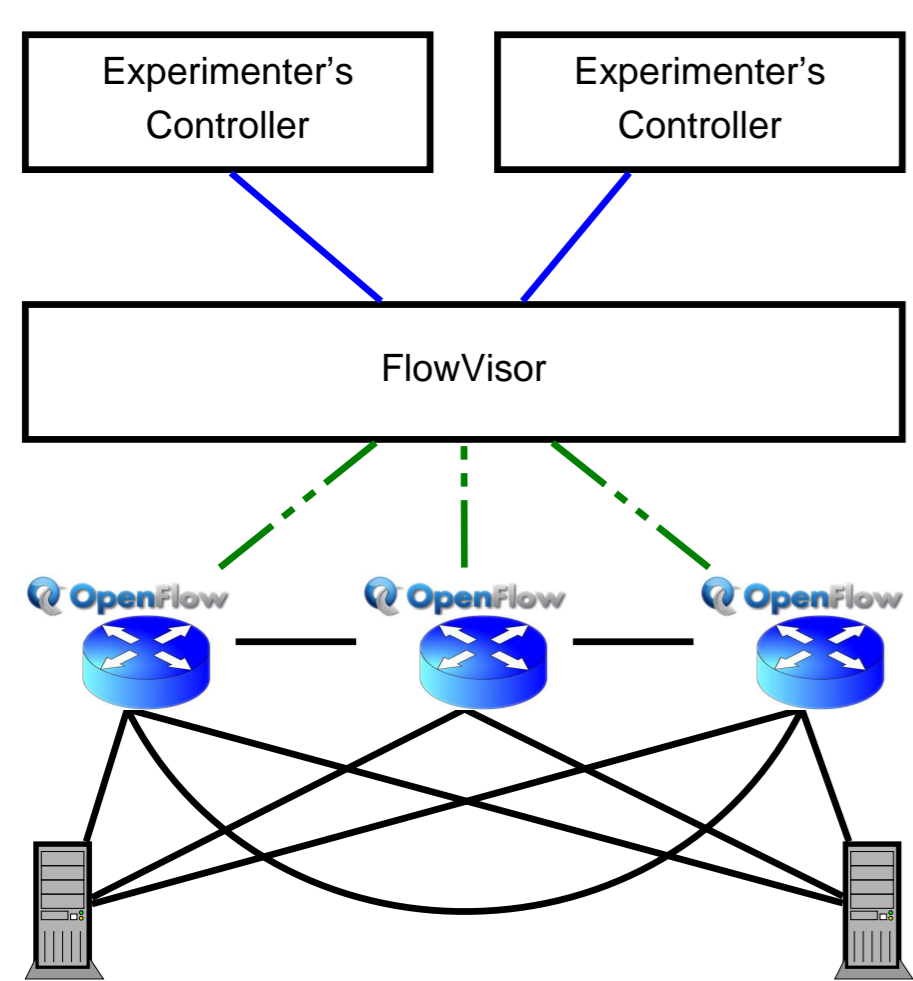 Experimenter's
Controller
Experimenter's
Controller
FlowVisor
OpenFlow
OpenFlow
OpenFlow